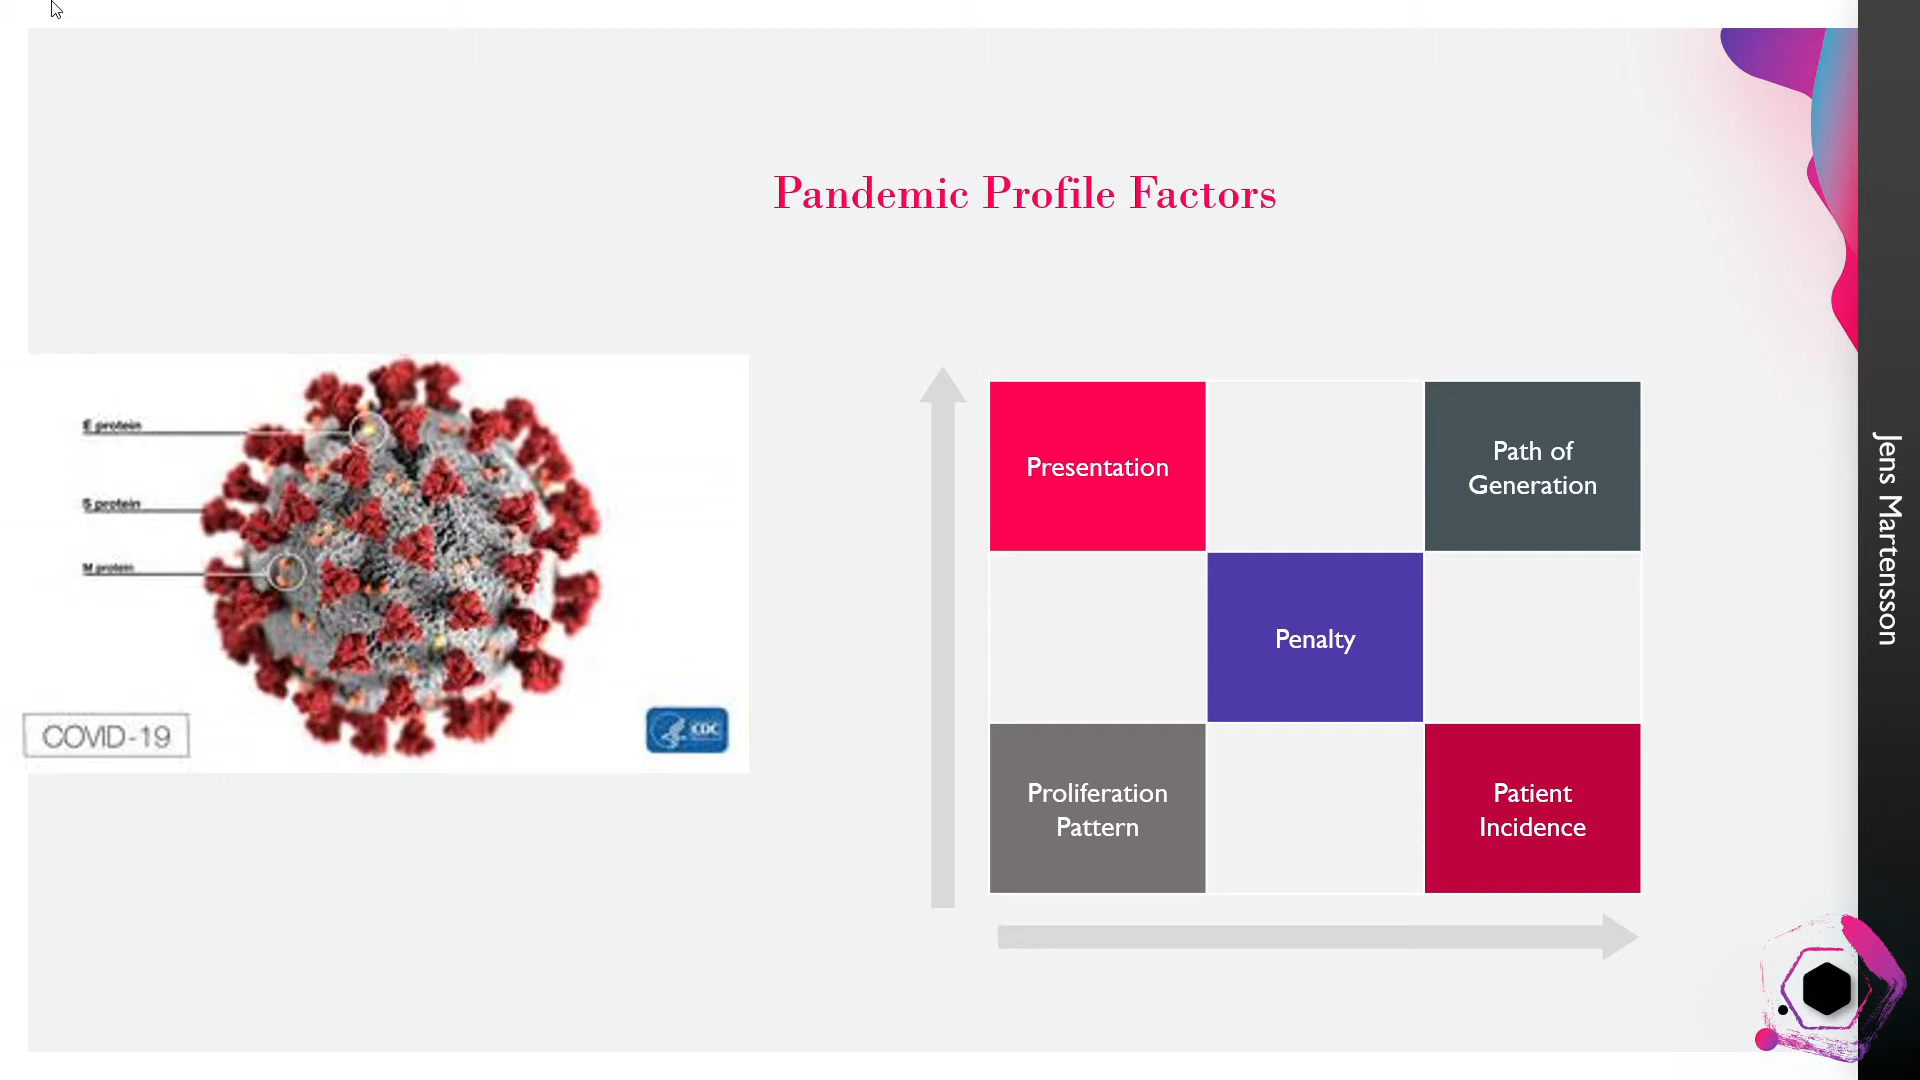 Pandemic Profile Factors
E protein
S protein
M protein
COVID-19
CDC
Presentation
Path of
Generation
Penalty
Proliferation
Pattern
Patient
Incidence
Jens Martensson